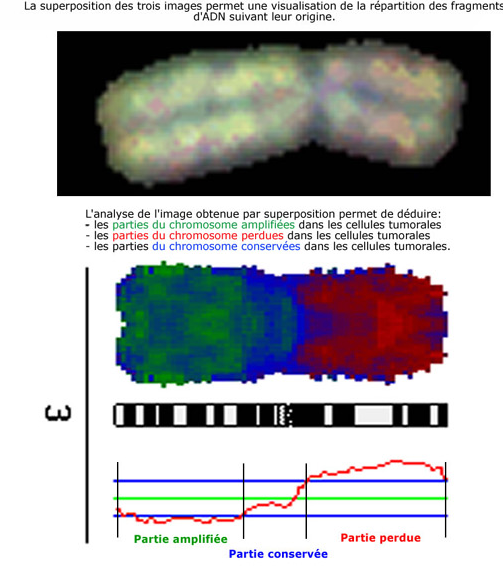 La superposition des trois images permet une visualisation de la répartition des fragments
d'ADN suivant leur origine.
L'analyse de l'image obtenue par superposition permet de déduire:
- les parties du chromosome amplifiées dans les cellules tumorales
- les parties du chromosome perdues dans les cellules tumorales
- les parties du chromosome conservées dans les cellules tumorales.
3
Partie amplifiée
Partie perdue
Partie conservée